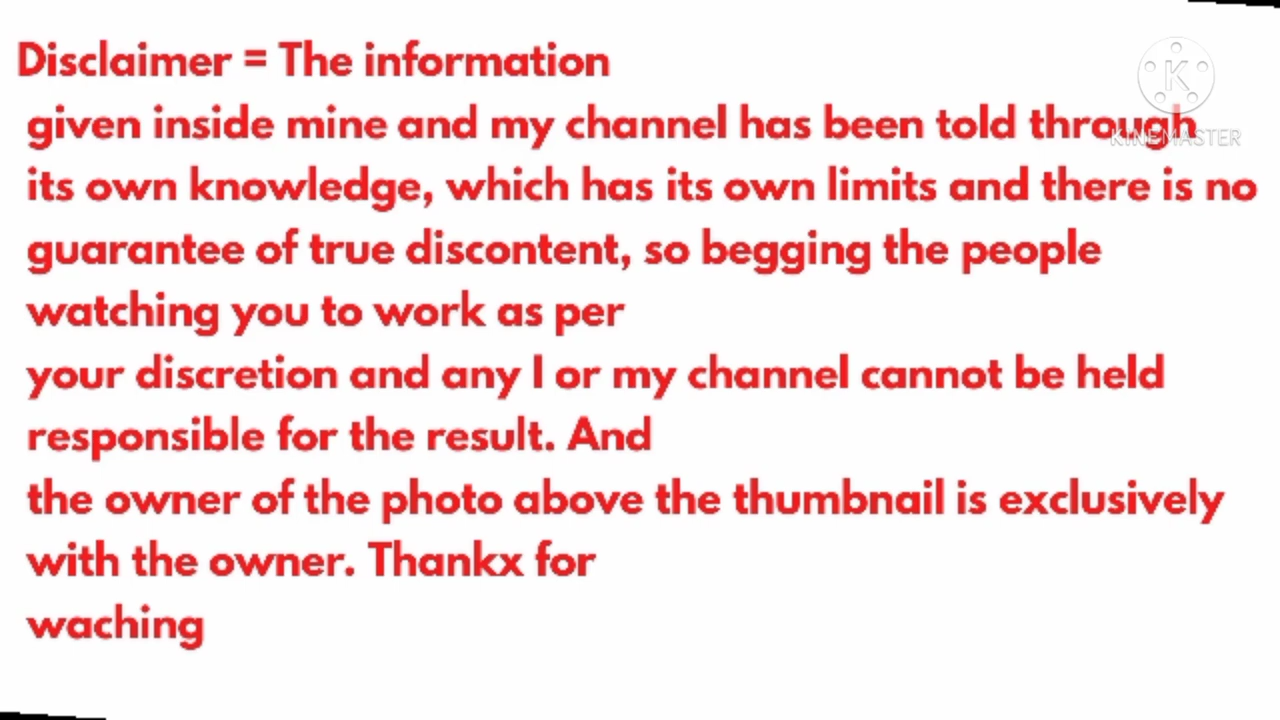 Disclaimer = The information
given inside mine and my channel has been told through
KINEMASTER
its own knowledge, which has its own limits and there is no
guarantee of true discontent, so begging the people
watching you to work as per
your discretion and any I or my channel cannot be held
responsible for the result. And
the owner of the photo above the thumbnail is exclusively
with the owner. Thankx for
waching